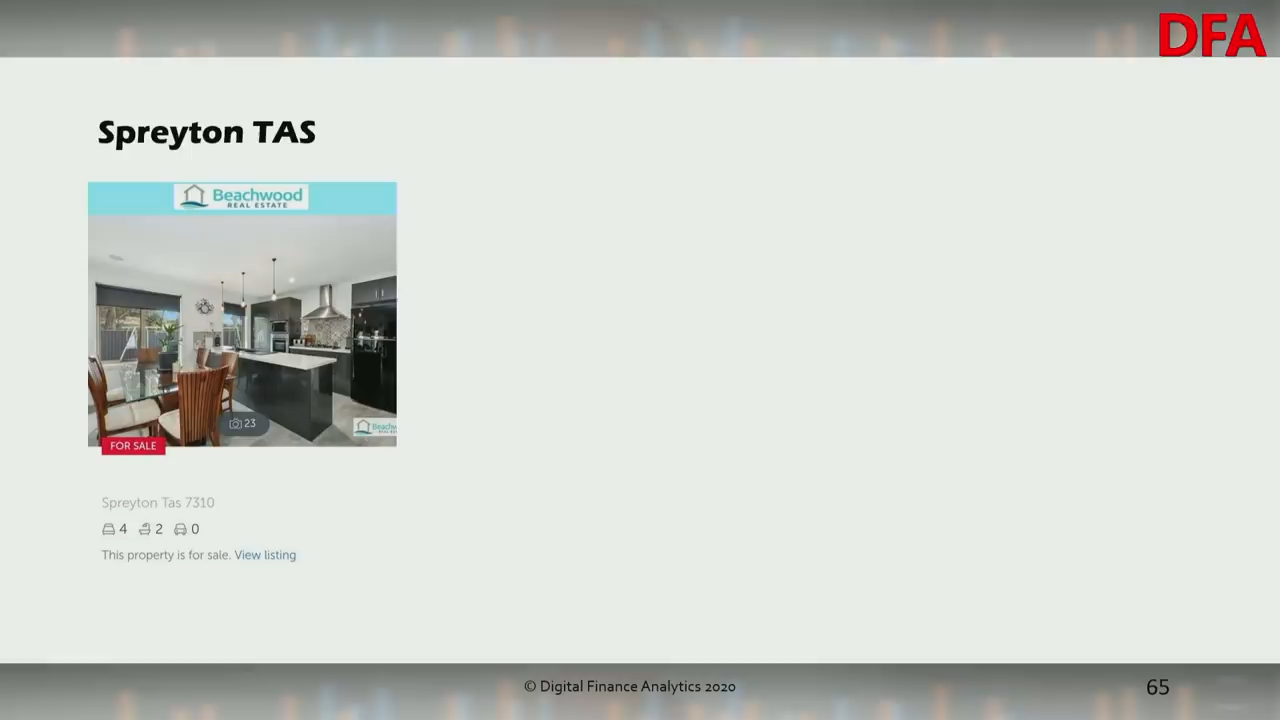 DFA
Spreyton TAS
Beachwood
REAL ESTATE
23
FOR SALE
Spreyton Tas 7310
4 2 0
This property is for sale. View listing
© Digital Finance Analytics 2020
65